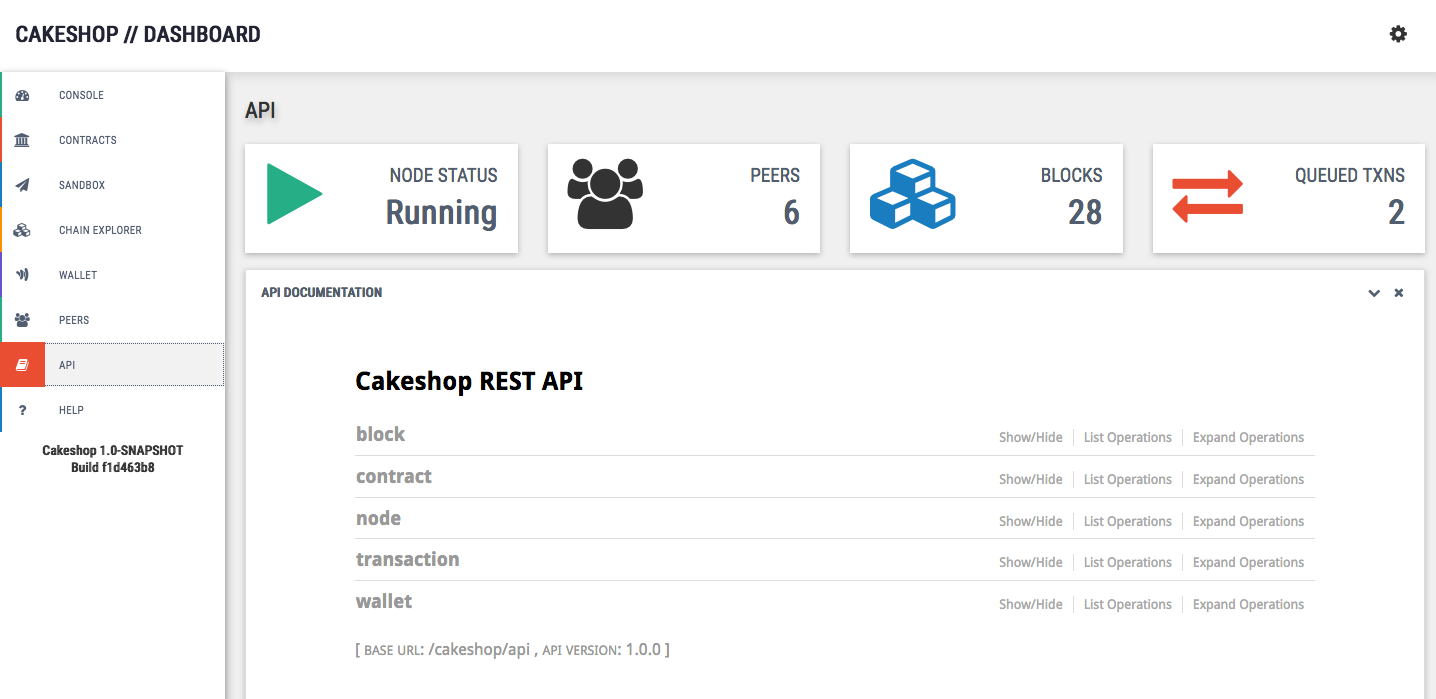 CAKESHOP // DASHBOARD
CONSOLE
CONTRACTS
SANDBOX
CHAIN EXPLORER
WALLET
PEERS
API
? HELP
Cakeshop 1.0-SNAPSHOT
Build f1d463b8
API
NODE STATUS
Running
PEERS
6
BLOCKS
28
QUEUED TXNS
2
API DOCUMENTATION
Cakeshop REST API
block Show/Hide List Operations Expand Operations
contract Show/Hide List Operations Expand Operations
node Show/Hide List Operations Expand Operations
transaction Show/Hide List Operations Expand Operations
wallet Show/Hide List Operations Expand Operations
[ BASE URL: /cakeshop/api , API VERSION: 1.0.0 ]